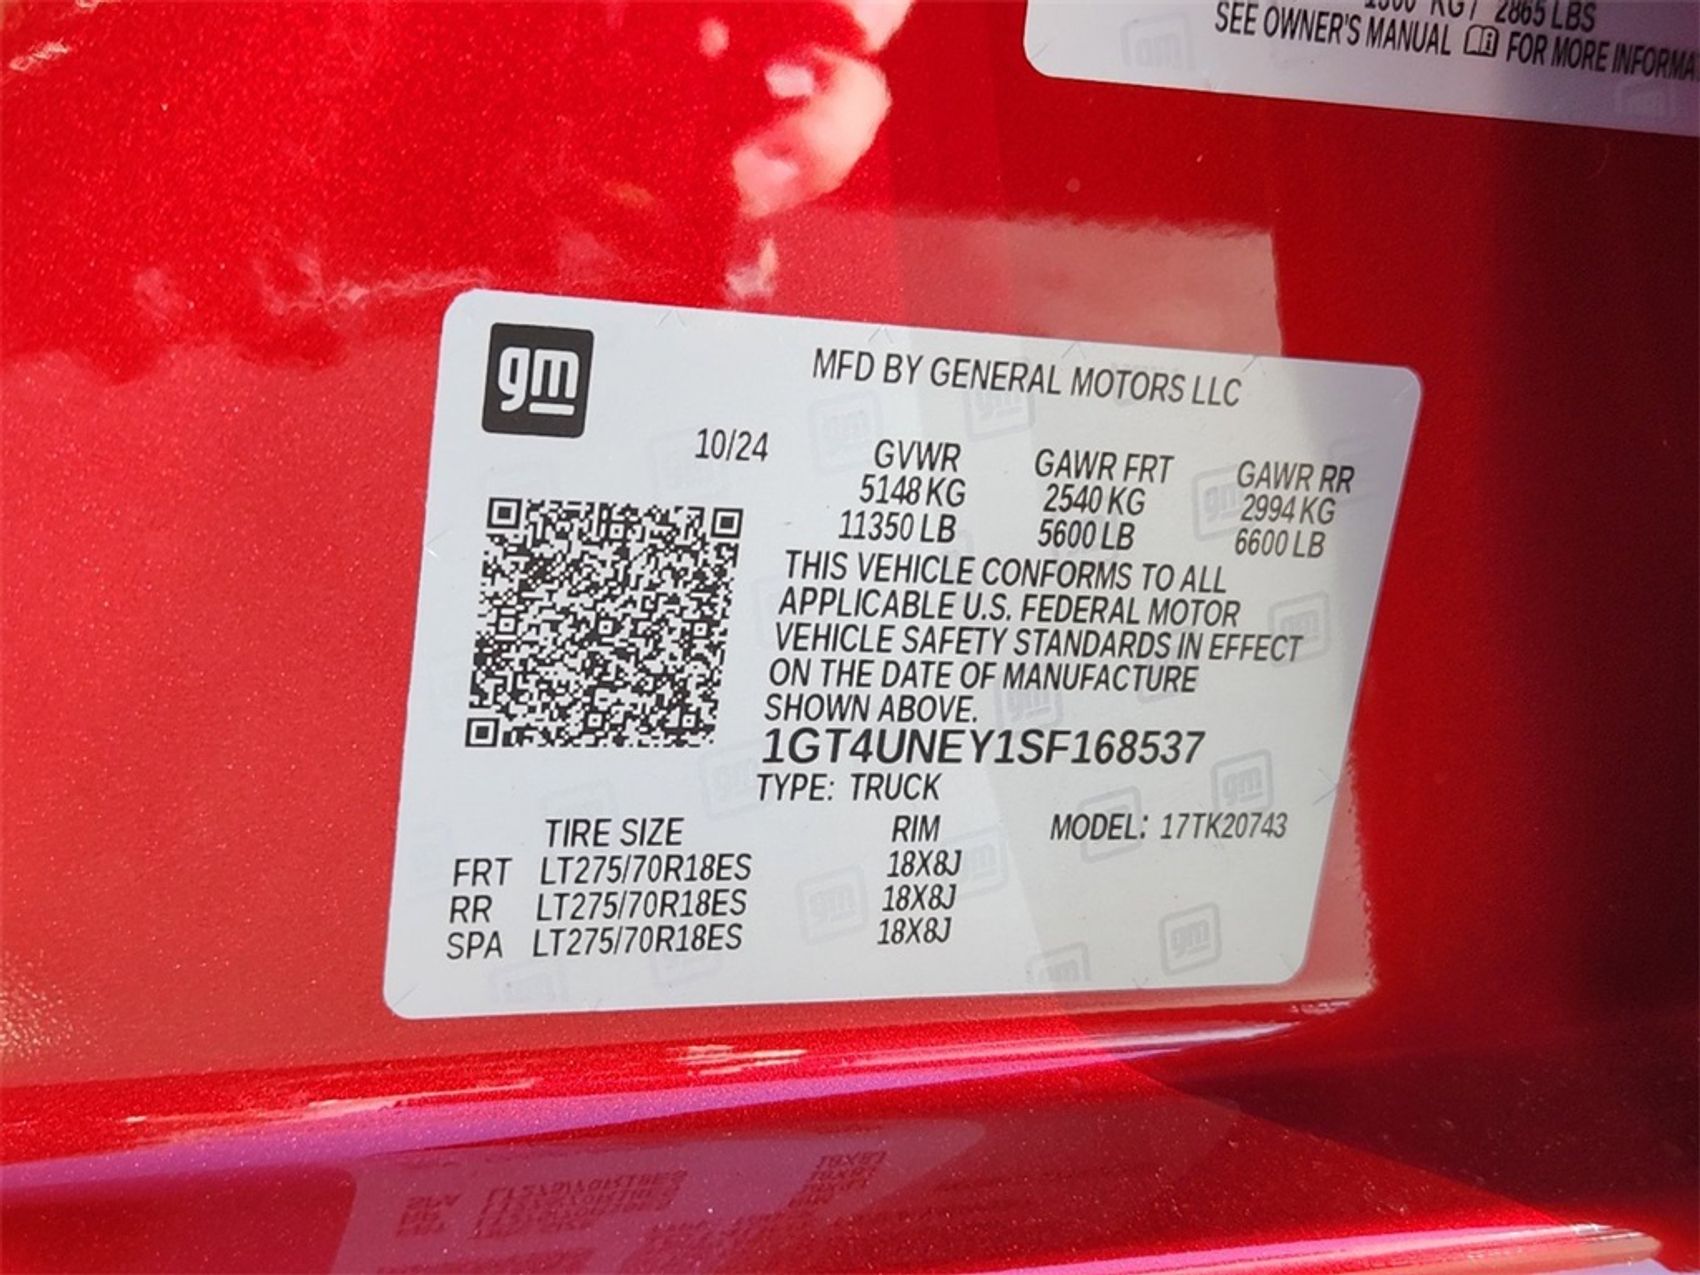 KG / 2865 LBS
SEE OWNER'S MANUAL FOR MORE
gm
MFD BY GENERAL MOTORS LLC
10/24 GVWR GAWR FRT GAWR RR
5148 KG 2540 KG 2994 KG
11350 LB 5600 LB 6600 LB
THIS VEHICLE CONFORMS TO ALL
APPLICABLE U.S. FEDERAL MOTOR
VEHICLE SAFETY STANDARDS IN EFFECT
ON THE DATE OF MANUFACTURE
SHOWN ABOVE.
1GT4UNEY1SF168537
TYPE: TRUCK
TIRE SIZE RIM MODEL: 17TK20743
FRT LT275/70R18ES 18X8J
RR LT275/70R18ES 18X8J
SPA LT275/70R18ES 18X8J